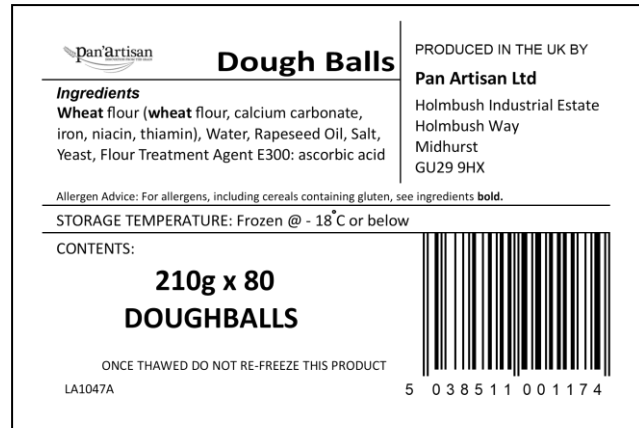 pan'artisan
Dough Balls
Ingredients
Wheat flour (wheat flour, calcium carbonate,
iron, niacin, thiamin), Water, Rapeseed Oil, Salt,
Yeast, Flour Treatment Agent E300: ascorbic acid
PRODUCED IN THE UK BY
Pan Artisan Ltd
Holmbush Industrial Estate
Holmbush Way
Midhurst
GU29 9HX
Allergen Advice: For allergens, including cereals containing gluten, see ingredients bold.
STORAGE TEMPERATURE: Frozen @ - 18°C or below
CONTENTS:
210g x 80
DOUGHBALLS
ONCE THAWED DO NOT RE-FREEZE THIS PRODUCT
LA1047A
5 038511 001174